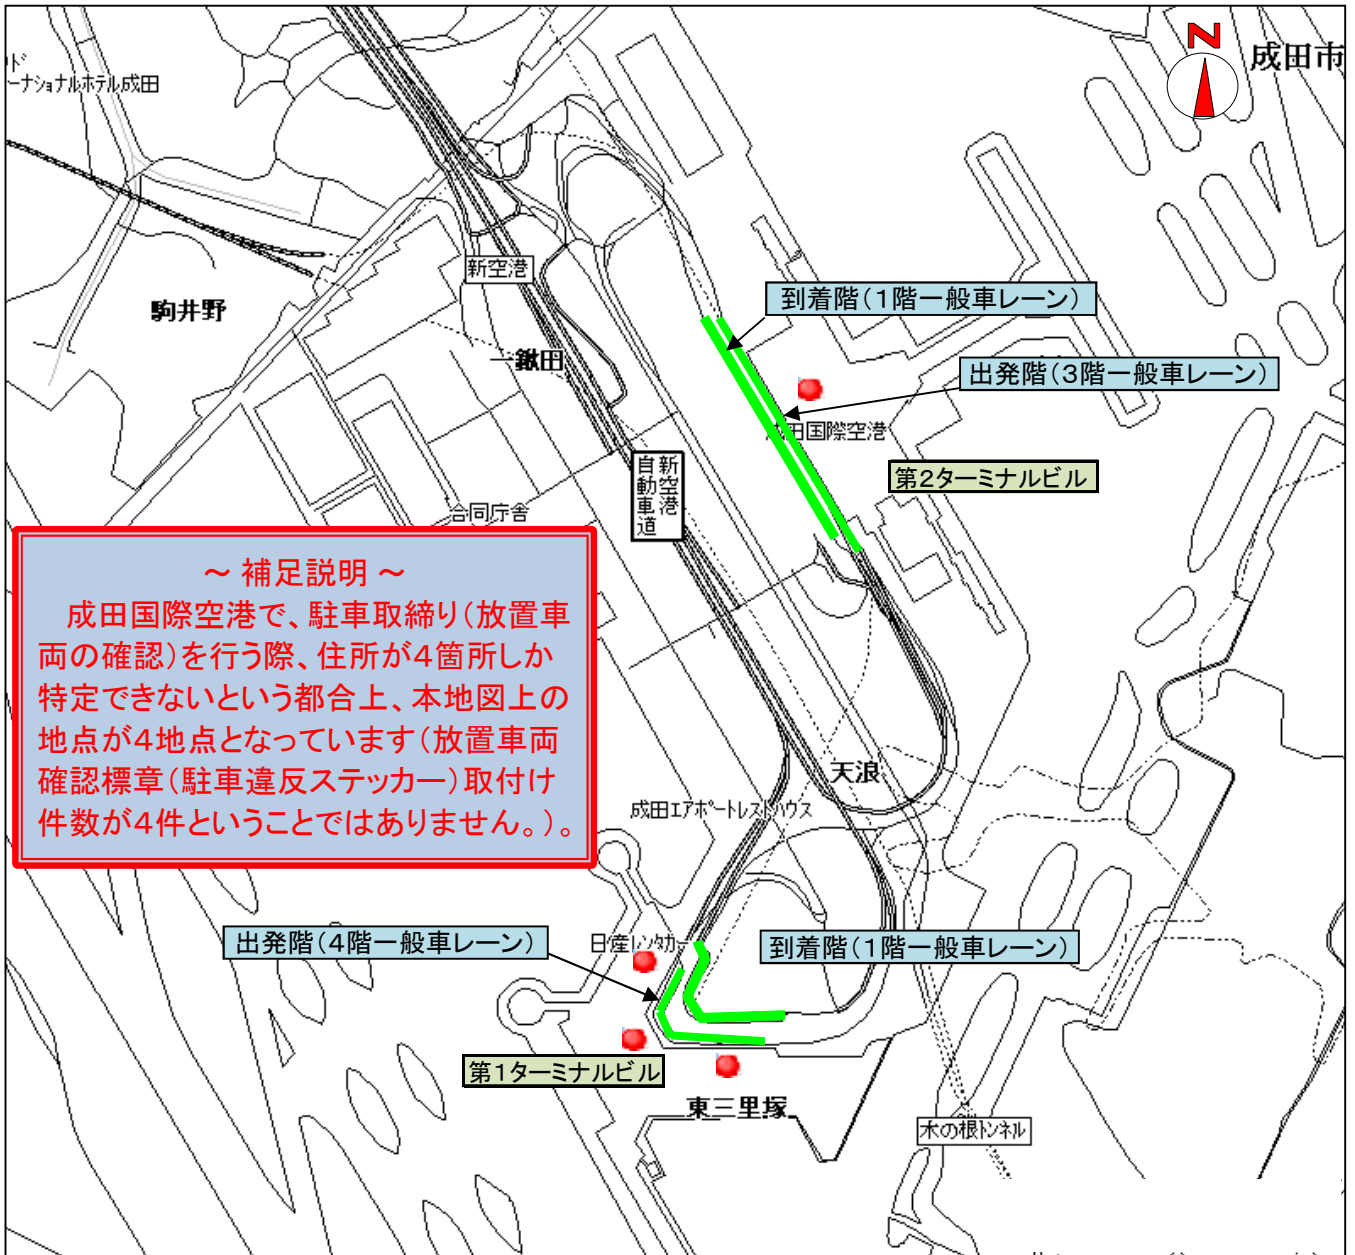 N
成田市
ド
ーナショナルホテル成田
新空港
到着階(1階一般車レーン)
駒井野
一鍬田
出発階(3階一般車レーン)
成田国際空港
新空港
自動車道
第2ターミナルビル
合同庁舎
~ 補足説明 ~
成田国際空港で、駐車取締り(放置車
両の確認)を行う際、住所が4箇所しか
特定できないという都合上、本地図上の
地点が4地点となっています(放置車両
確認標章(駐車違反ステッカー)取付け
件数が4件ということではありません。)。
天浪
成田エアポートレストハウス
出発階(4階一般車レーン)
日産レンタカー
到着階(1階一般車レーン)
第1ターミナルビル
東三里塚
木の根トンネル